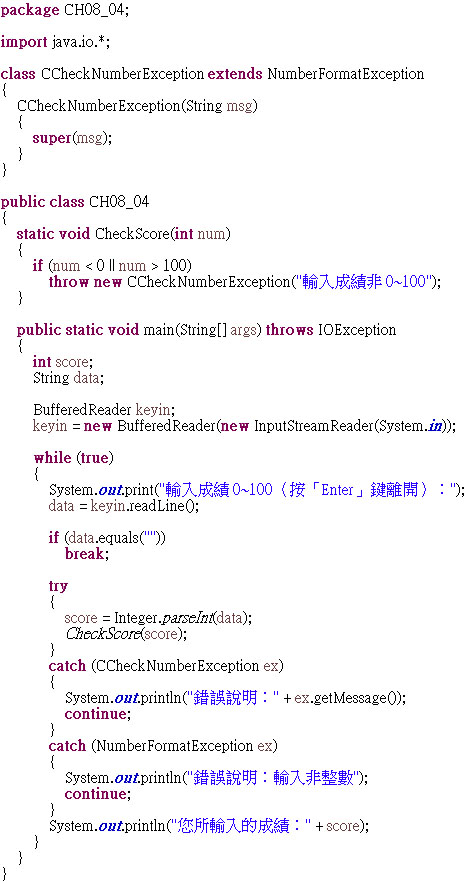 package CH08_04;
import java.io.*;
class CCheckNumberException extends NumberFormatException
{
CCheckNumberException(String msg)
{
super(msg);
}
}
public class CH08_04
{
static void CheckScore(int num)
{
if (num < 0 || num > 100)
throw new CCheckNumberException("輸入成績非 0~100");
}
public static void main(String[] args) throws IOException
{
int score;
String data;
BufferedReader keyin;
keyin = new BufferedReader(new InputStreamReader(System.in));
while (true)
{
System.out.print("輸入成績 0~100（按「Enter」鍵離開）：");
data = keyin.readLine();
if (data.equals(""))
break;
try
{
score = Integer.parseInt(data);
CheckScore(score);
}
catch (CCheckNumberException ex)
{
System.out.println("錯誤說明：" + ex.getMessage());
continue;
}
catch (NumberFormatException ex)
{
System.out.println("錯誤說明：輸入非整數");
continue;
}
System.out.println("您所輸入的成績：" + score);
}
}
}